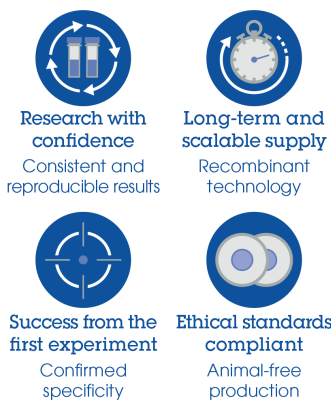 Research with
confidence
Consistent and
reproducible results
Long-term and
scalable supply
Recombinant
technology
Success from the
first experiment
Confirmed
specificity
Ethical standards
compliant
Animal-free
production